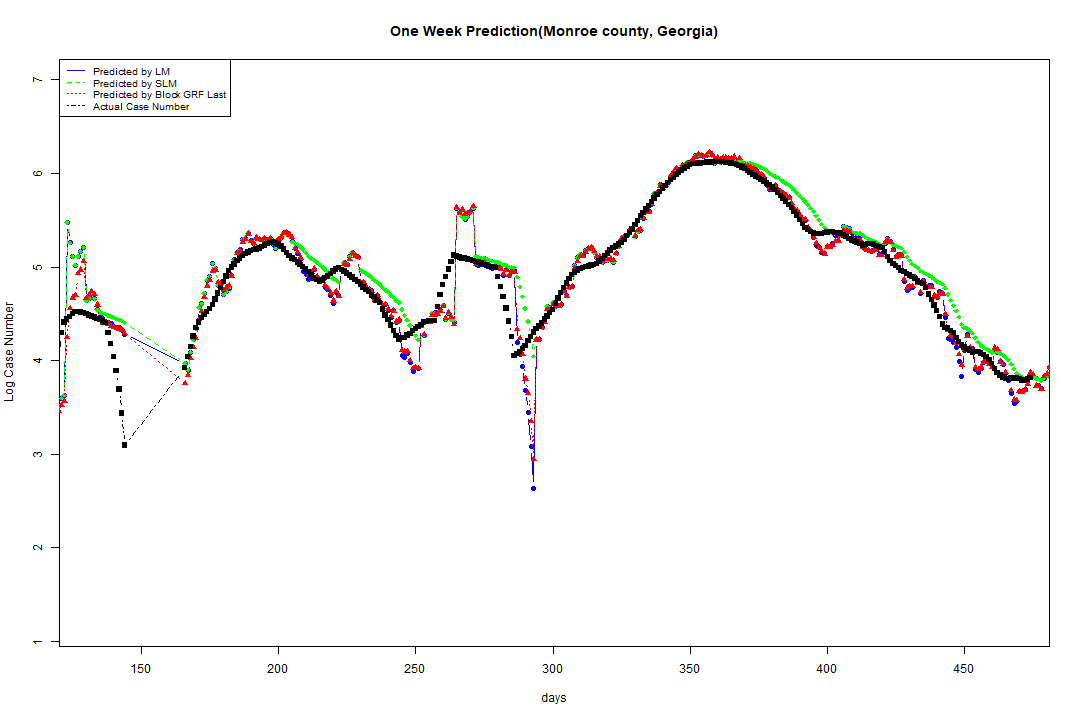 One Week Prediction(Monroe county, Georgia)
Predicted by LM
Predicted by SLM
Predicted by Block GRF Last
Actual Case Number
7
6
5
4
3
2
1
Log Case Number
150 200 250 300 350 400 450
days